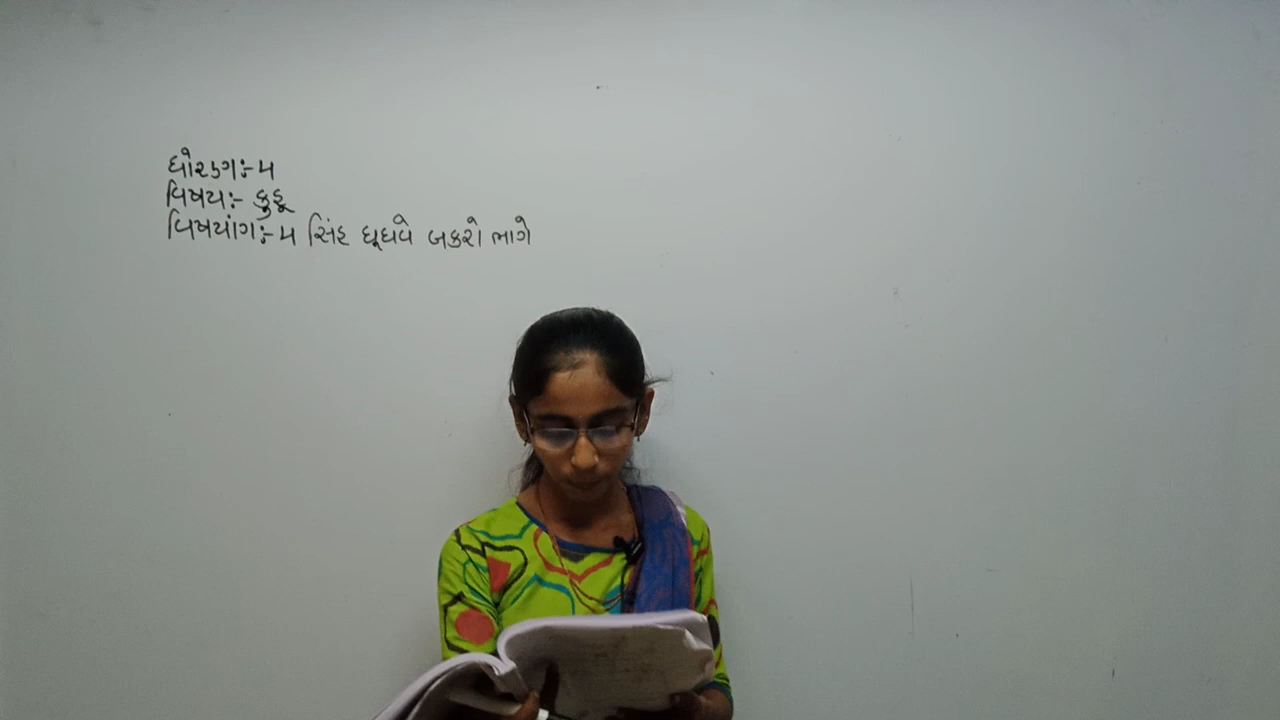 ધોરણ:- ૫
વિષય:- કુહૂ
વિષયાંગ:- ૫ સિંહ ઘૂઘવે બકરો ભાગે